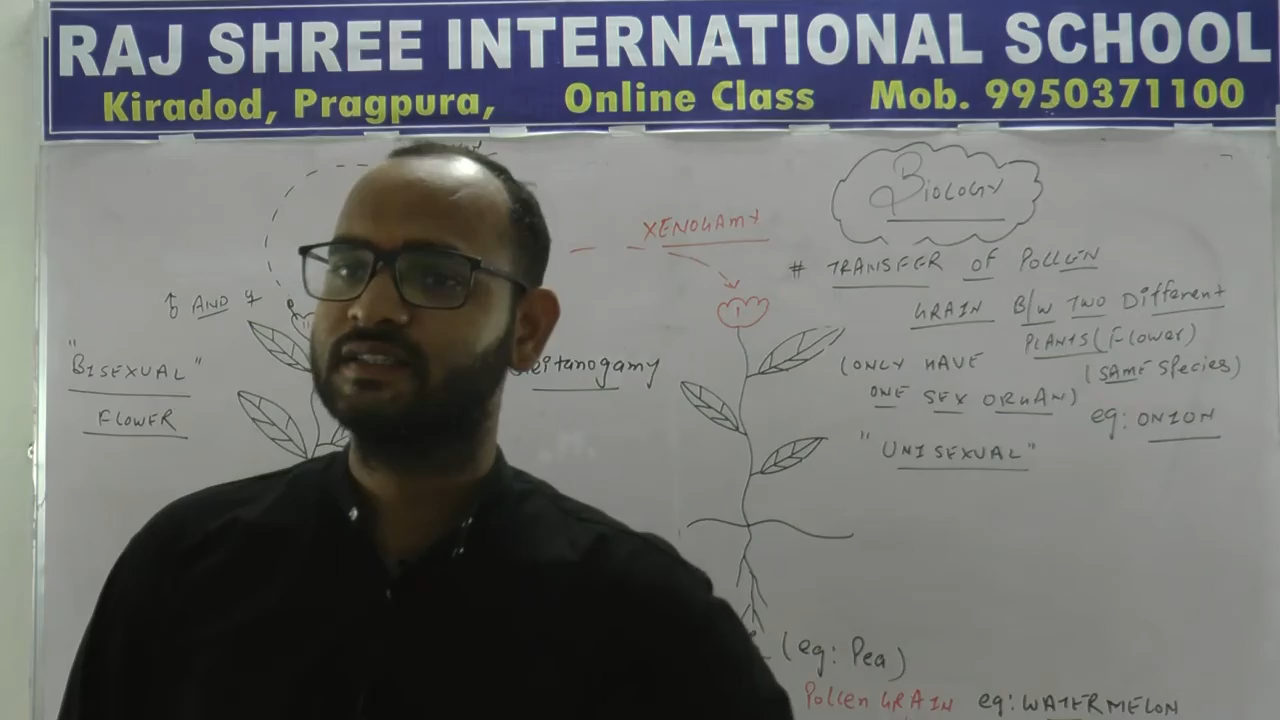 RAJ SHREE INTERNATIONAL SCHOOL
Kiradod, Pragpura, Online Class Mob. 9950371100
BIOLOGY
XENOGAMY
# TRANSFER OF POLLEN
GRAIN B/W TWO Different
PLANTS (Flower)
(SAME Species)
eg: ONION
(ONLY HAVE
ONE SEX ORGAN)
"UNISEXUAL"
♂ AND ♀
"BISEXUAL"
FLOWER
eitanogamy
(eg: Pea)
Pollen GRAIN eg: WATERMELON